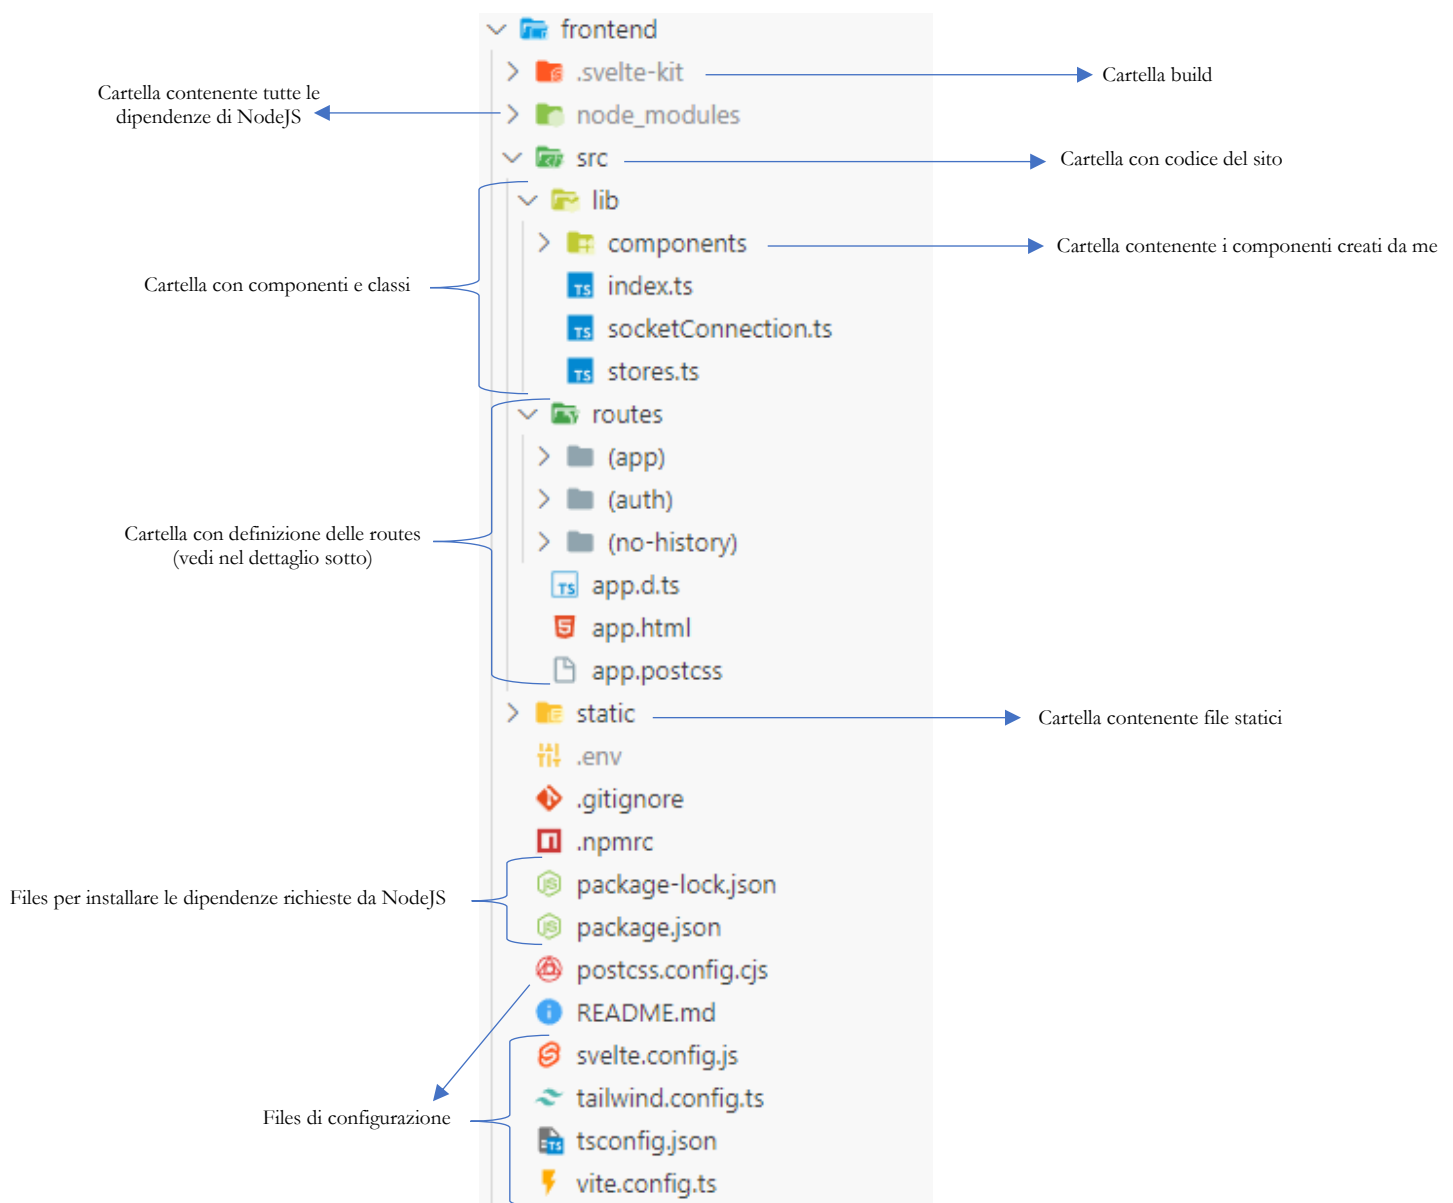 frontend
.svelte-kit
Cartella build
Cartella contenente tutte le
dipendenze di NodeJS
node_modules
src
Cartella con codice del sito
lib
components
Cartella contenente i componenti creati da me
Cartella con componenti e classi
index.ts
socketConnection.ts
stores.ts
routes
(app)
(auth)
Cartella con definizione delle routes
(vedi nel dettaglio sotto)
(no-history)
app.d.ts
app.html
app.postcss
static
Cartella contenente file statici
.env
.gitignore
.npmrc
Files per installare le dipendenze richieste da NodeJS
package-lock.json
package.json
postcss.config.cjs
README.md
svelte.config.js
tailwind.config.ts
Files di configurazione
tsconfig.json
vite.config.ts